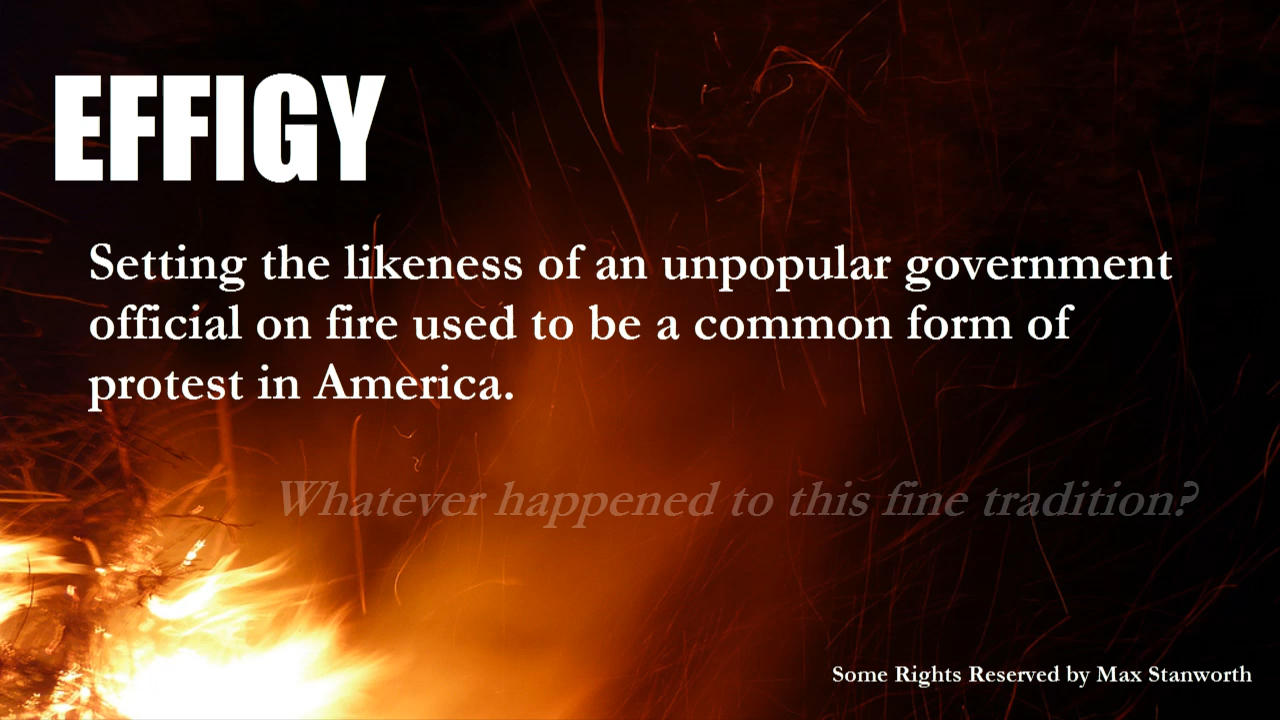 EFFIGY
Setting the likeness of an unpopular government
official on fire used to be a common form of
protest in America.
Whatever happened to this fine tradition?
Some Rights Reserved by Max Stanworth